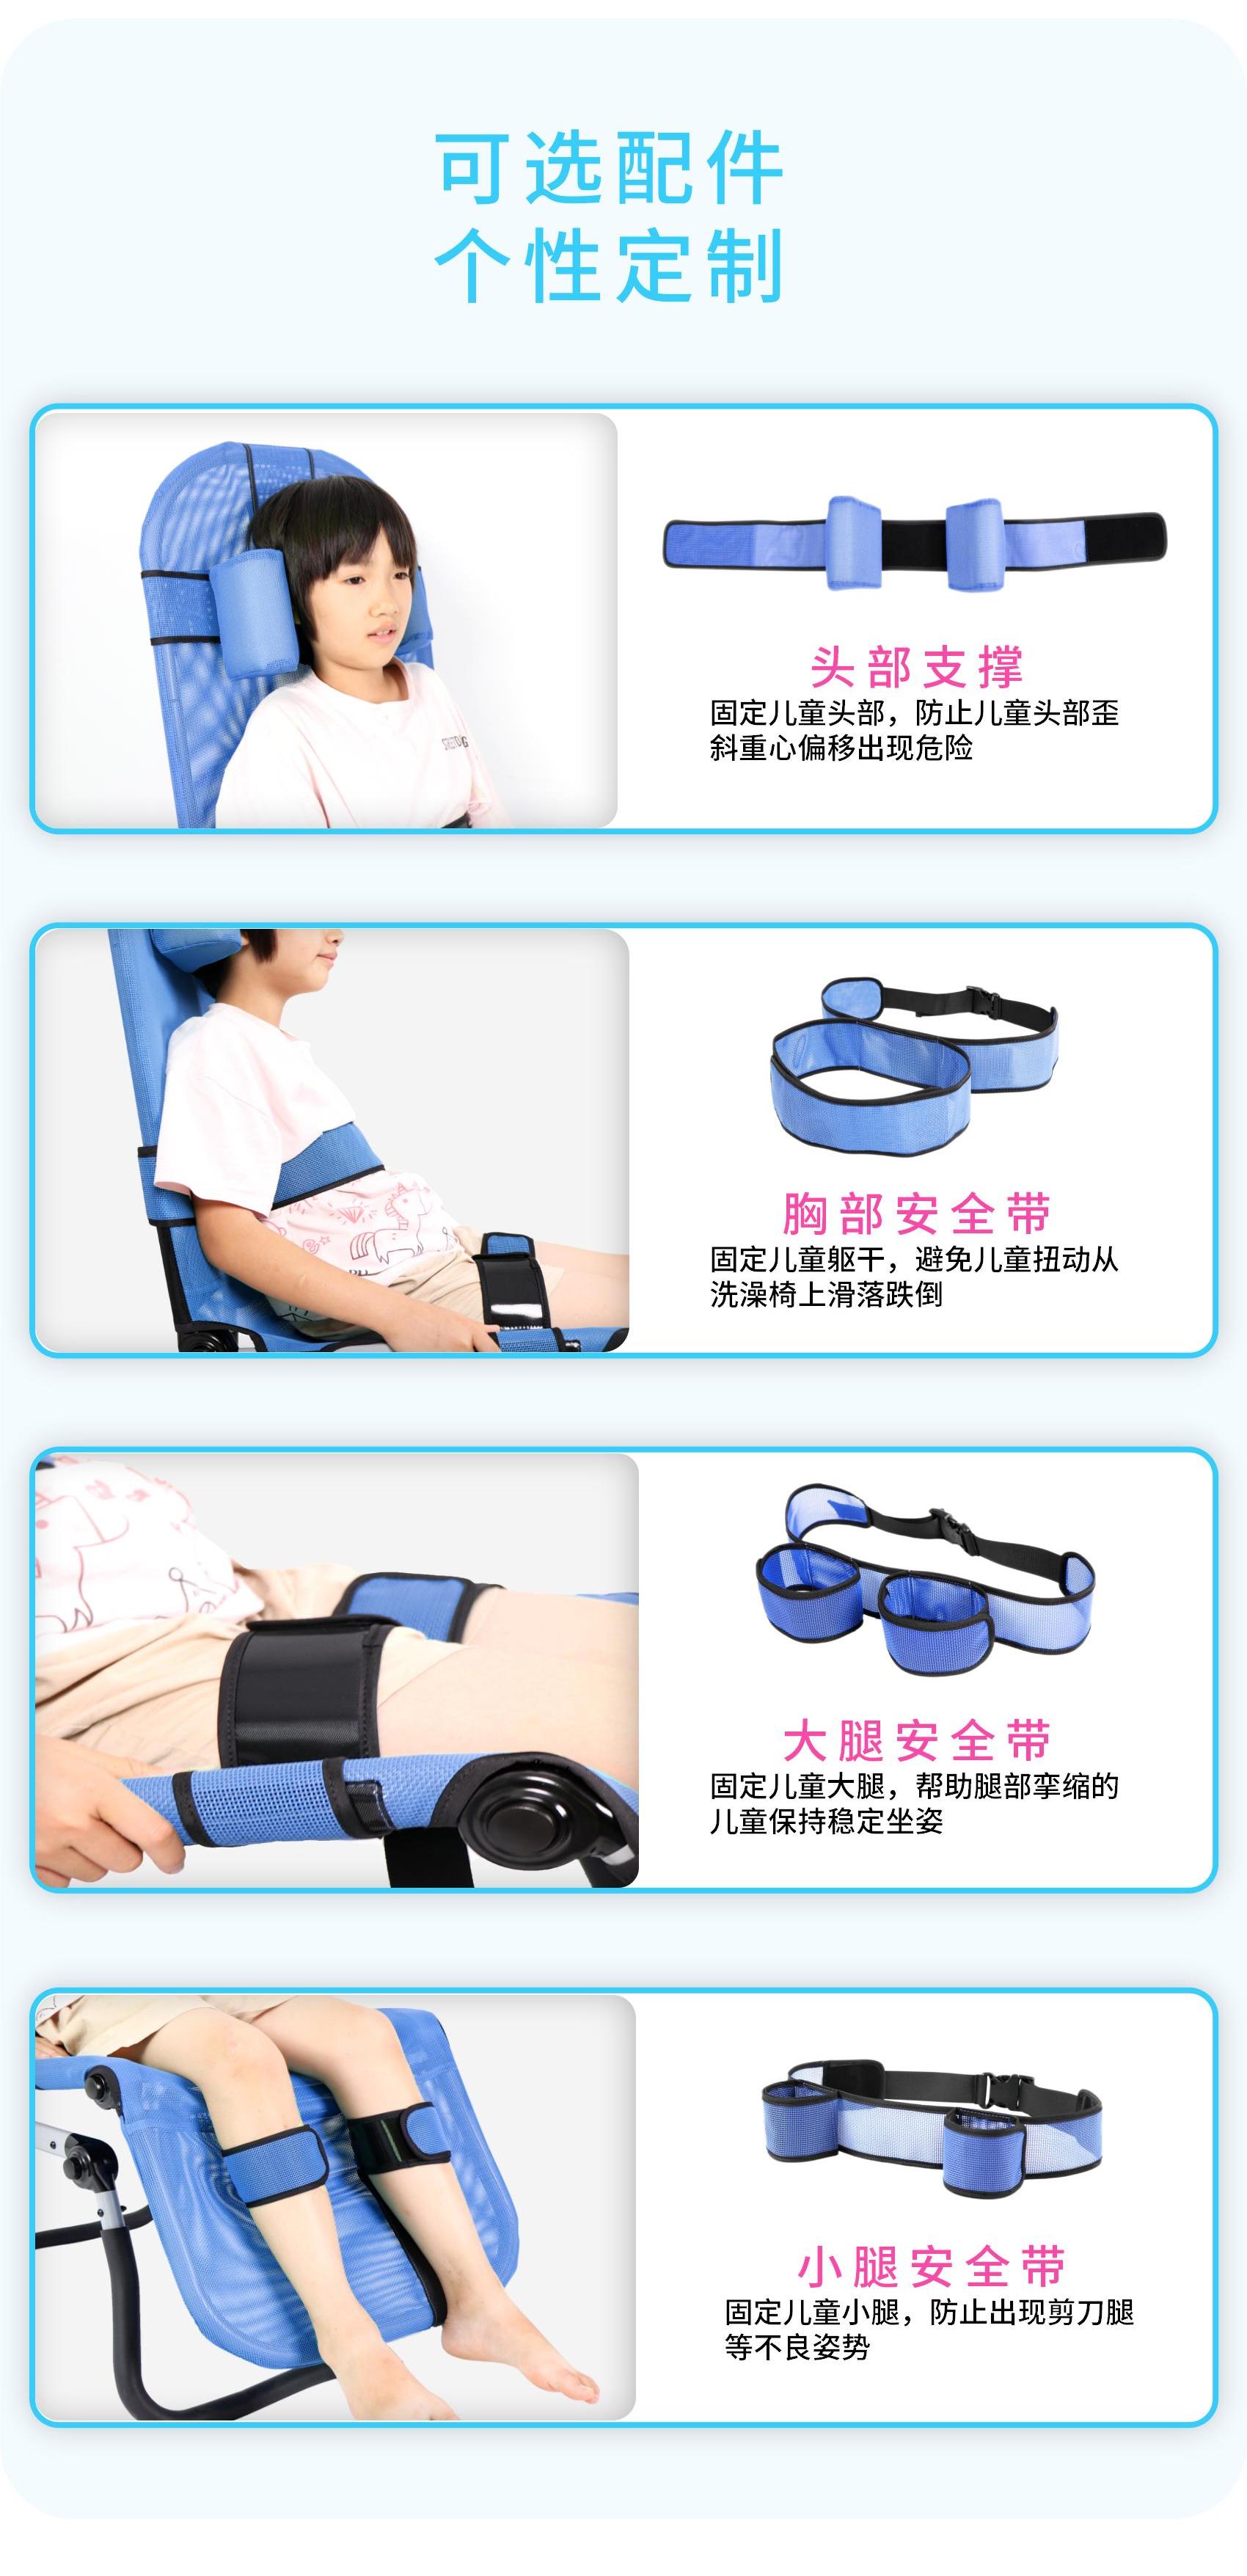 可选配件
个性定制
头部支撑
固定儿童头部，防止儿童头部歪
斜重心偏移出现危险
胸部安全带
固定儿童躯干，避免儿童扭动从
洗澡椅上滑落跌倒
大腿安全带
固定儿童大腿，帮助腿部挛缩的
儿童保持稳定坐姿
小腿安全带
固定儿童小腿，防止出现剪刀腿
等不良姿势